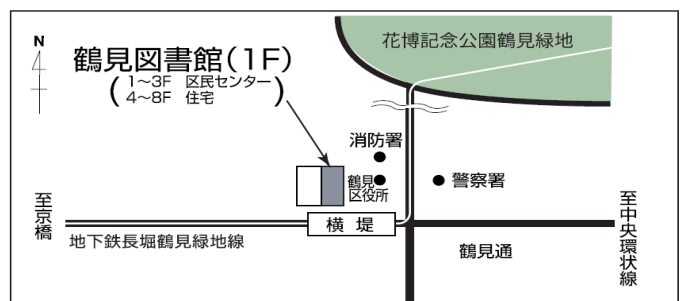 花博記念公園鶴見緑地
N
鶴見図書館(1F)
(1〜3F 区民センター
4〜8F 住宅)
消防署
鶴見
区役所
警察署
至京橋
横堤
至中央環状線
地下鉄長堀鶴見緑地線
鶴見通